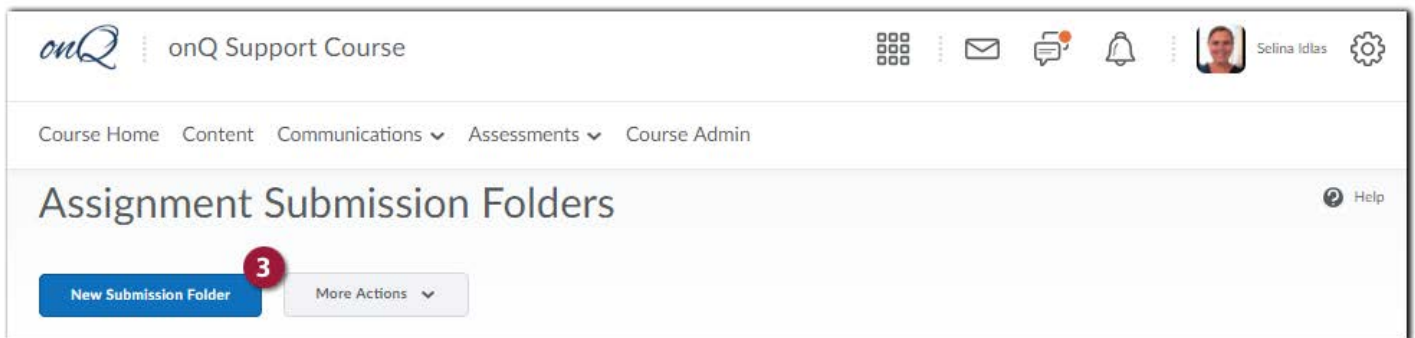 onQ onQ Support Course Selina Idlas
Course Home Content Communications Assessments Course Admin
Assignment Submission Folders Help
3
New Submission Folder More Actions